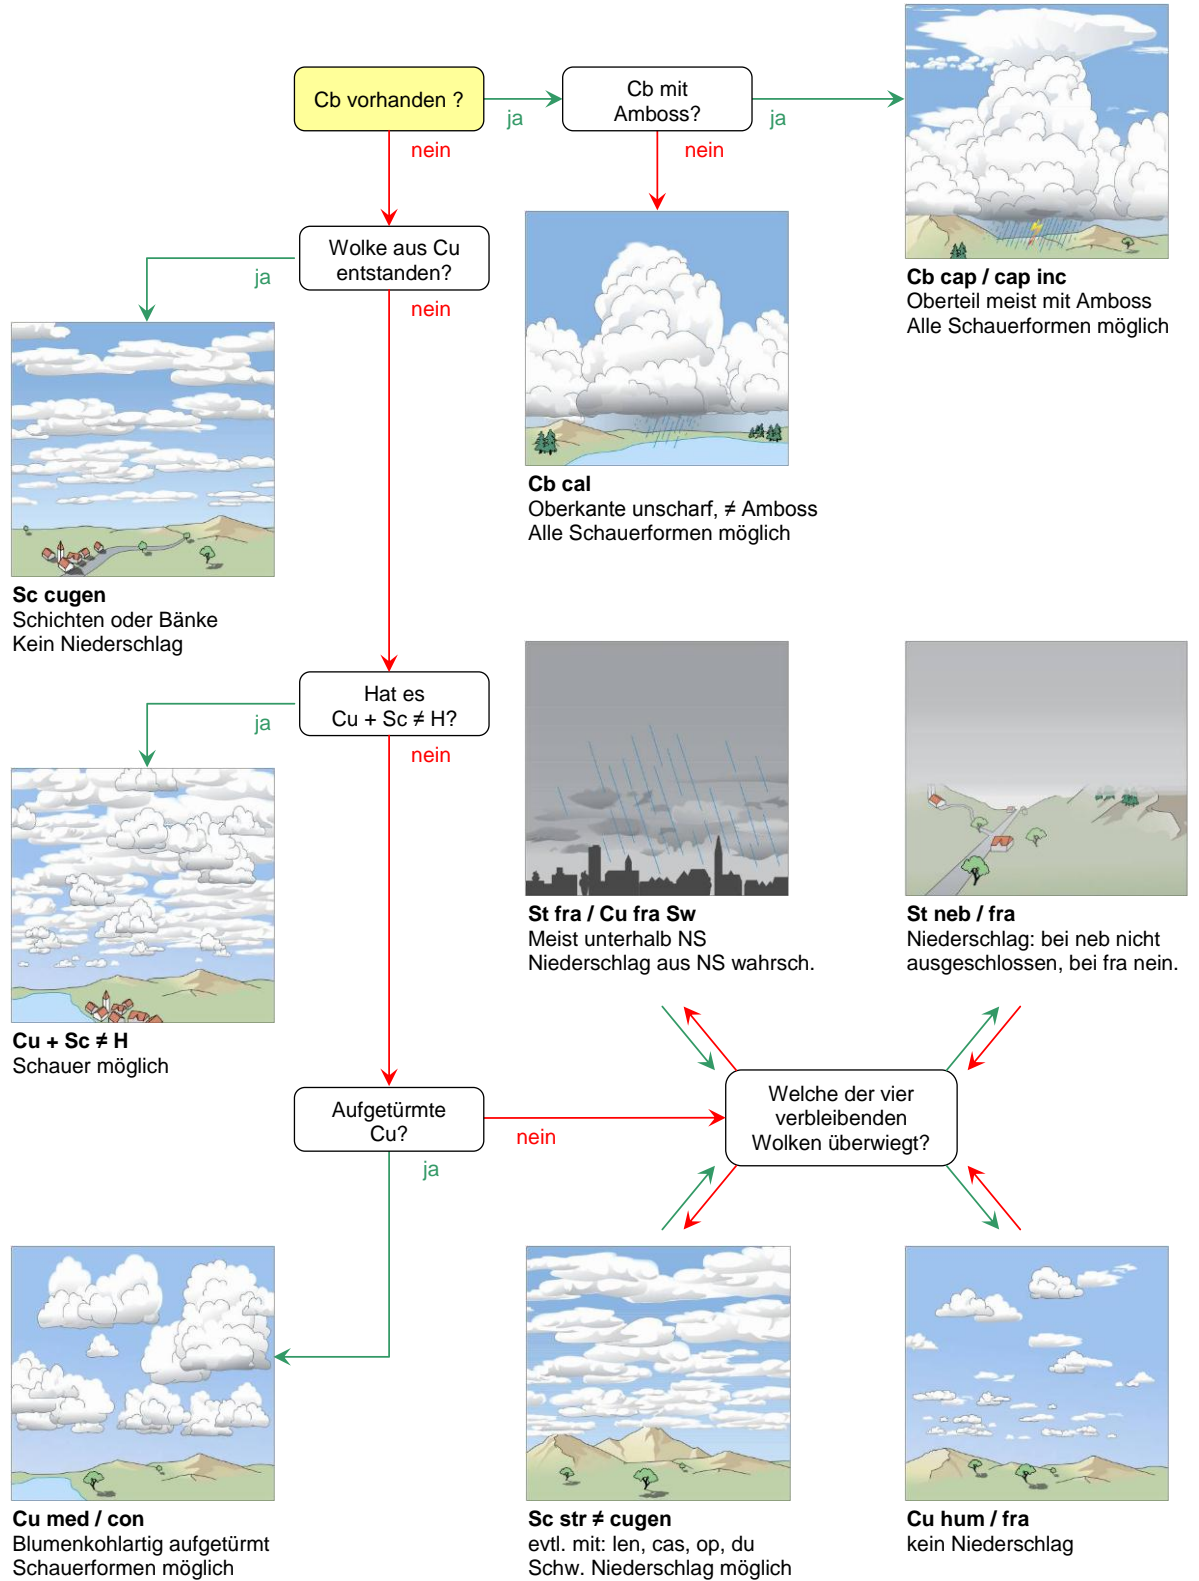 Cb vorhanden ?
ja
nein
Cb mit
Amboss?
ja
nein
Cb cap / cap inc
Oberteil meist mit Amboss
Alle Schauerformen möglich
Wolke aus Cu
entstanden?
ja
nein
Cb cal
Oberkante unscharf, ≠ Amboss
Alle Schauerformen möglich
Sc cugen
Schichten oder Bänke
Kein Niederschlag
Hat es
Cu + Sc ≠ H?
ja
nein
St fra / Cu fra Sw
Meist unterhalb NS
Niederschlag aus NS wahrsch.
St neb / fra
Niederschlag: bei neb nicht
ausgeschlossen, bei fra nein.
Cu + Sc ≠ H
Schauer möglich
Aufgetürmte
Cu?
nein
ja
Welche der vier
verbleibenden
Wolken überwiegt?
Cu med / con
Blumenkohlartig aufgetürmt
Schauerformen möglich
Sc str ≠ cugen
evtl. mit: len, cas, op, du
Schw. Niederschlag möglich
Cu hum / fra
kein Niederschlag